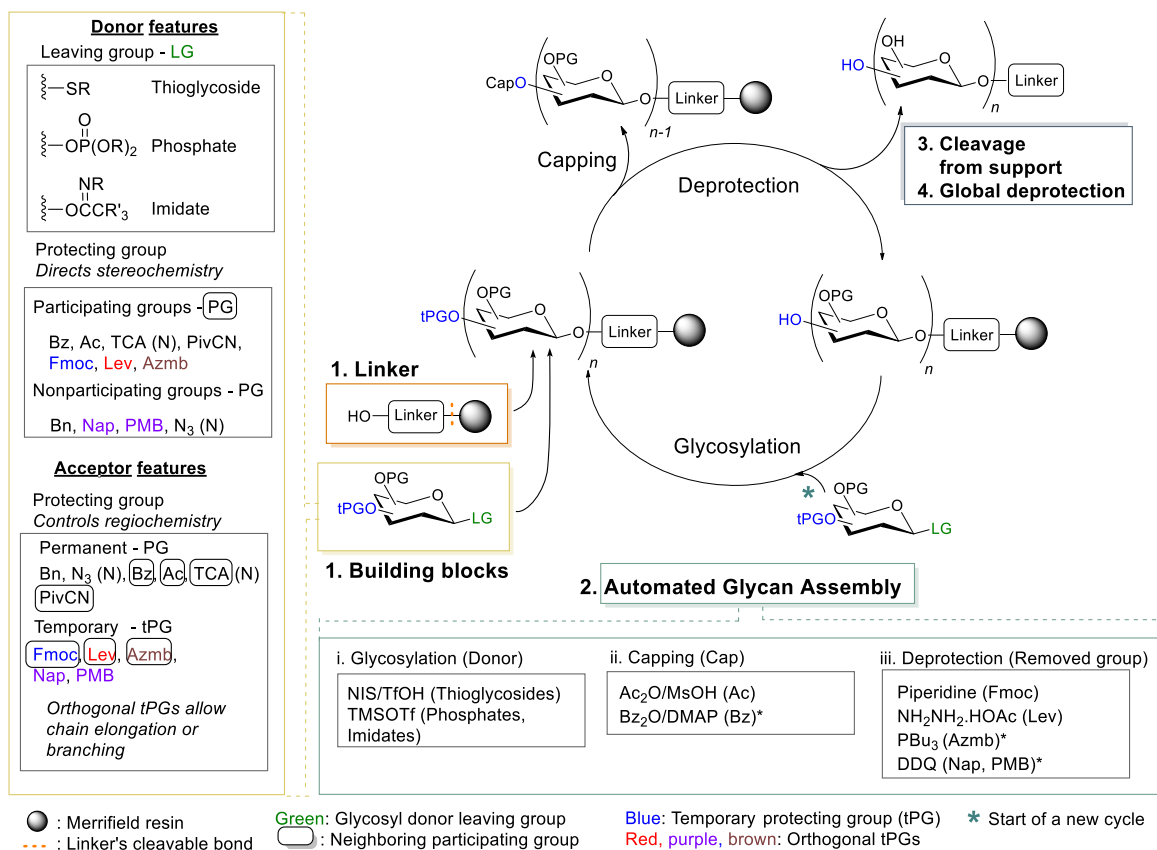 Donor features
Leaving group - LG
SR Thioglycoside
O
OP(OR)2 Phosphate
NR
OCCR'3 Imidate
Protecting group
Directs stereochemistry
Participating groups - PG
Bz, Ac, TCA (N), PivCN,
Fmoc, Lev, Azmb
Nonparticipating groups - PG
Bn, Nap, PMB, N3 (N)
Acceptor features
Protecting group
Controls regiochemistry
Permanent - PG
Bn, N3 (N), Bz, Ac, TCA (N)
PivCN
Temporary - tPG
Fmoc, Lev, Azmb,
Nap, PMB
Orthogonal tPGs allow
chain elongation or
branching
OPG
O
CapO
O
Linker
n-1
Capping
Deprotection
OH
O
HO
O
Linker
n
3. Cleavage
from support
4. Global deprotection
OPG
O
tPGO
O
Linker
n
OPG
O
HO
O
Linker
n
1. Linker
HO Linker
OPG
O
tPGO
LG
1. Building blocks
Glycosylation
*
OPG
O
tPGO
LG
2. Automated Glycan Assembly
i. Glycosylation (Donor)
NIS/TfOH (Thioglycosides)
TMSOTf (Phosphates,
Imidates)
ii. Capping (Cap)
Ac2O/MsOH (Ac)
Bz2O/DMAP (Bz)*
iii. Deprotection (Removed group)
Piperidine (Fmoc)
NH2NH2.HOAc (Lev)
PBu3 (Azmb)*
DDQ (Nap, PMB)*
: Merrifield resin
: Linker's cleavable bond
Green: Glycosyl donor leaving group
: Neighboring participating group
Blue: Temporary protecting group (tPG)
Red, purple, brown: Orthogonal tPGs
* Start of a new cycle